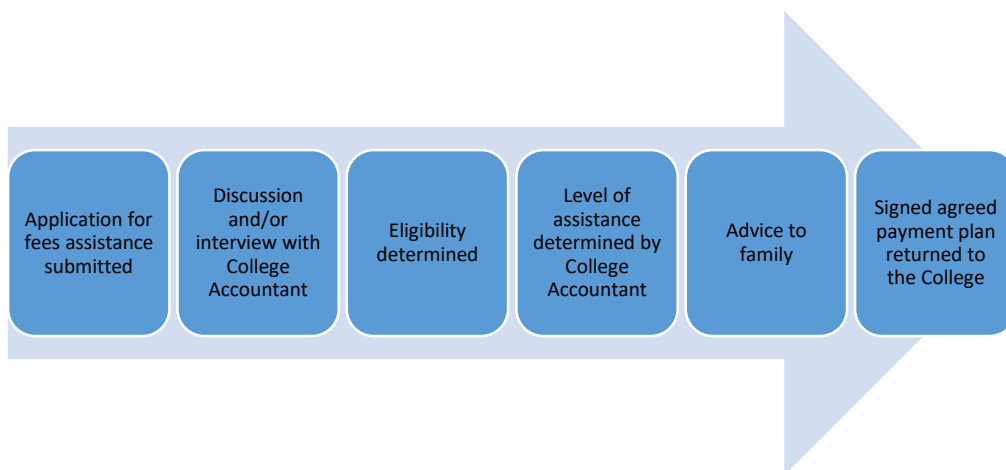 Application for
fees assistance
submitted
Discussion
and/or
interview with
College
Accountant
Eligibility
determined
Level of
assistance
determined by
College
Accountant
Advice to
family
Signed agreed
payment plan
returned to
the College